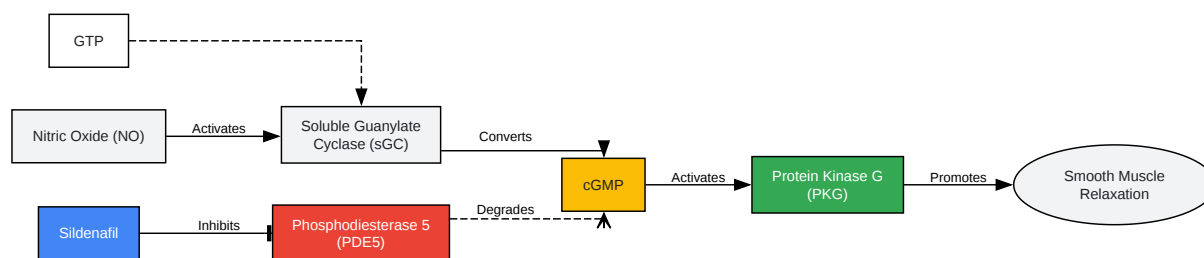 GTP
Nitric Oxide (NO)
Activates
Soluble Guanylate
Cyclase (sGC)
Converts
cGMP
Activates
Protein Kinase G
(PKG)
Promotes
Smooth Muscle
Relaxation
Sildenafil
Inhibits
Phosphodiesterase 5
(PDE5)
Degrades